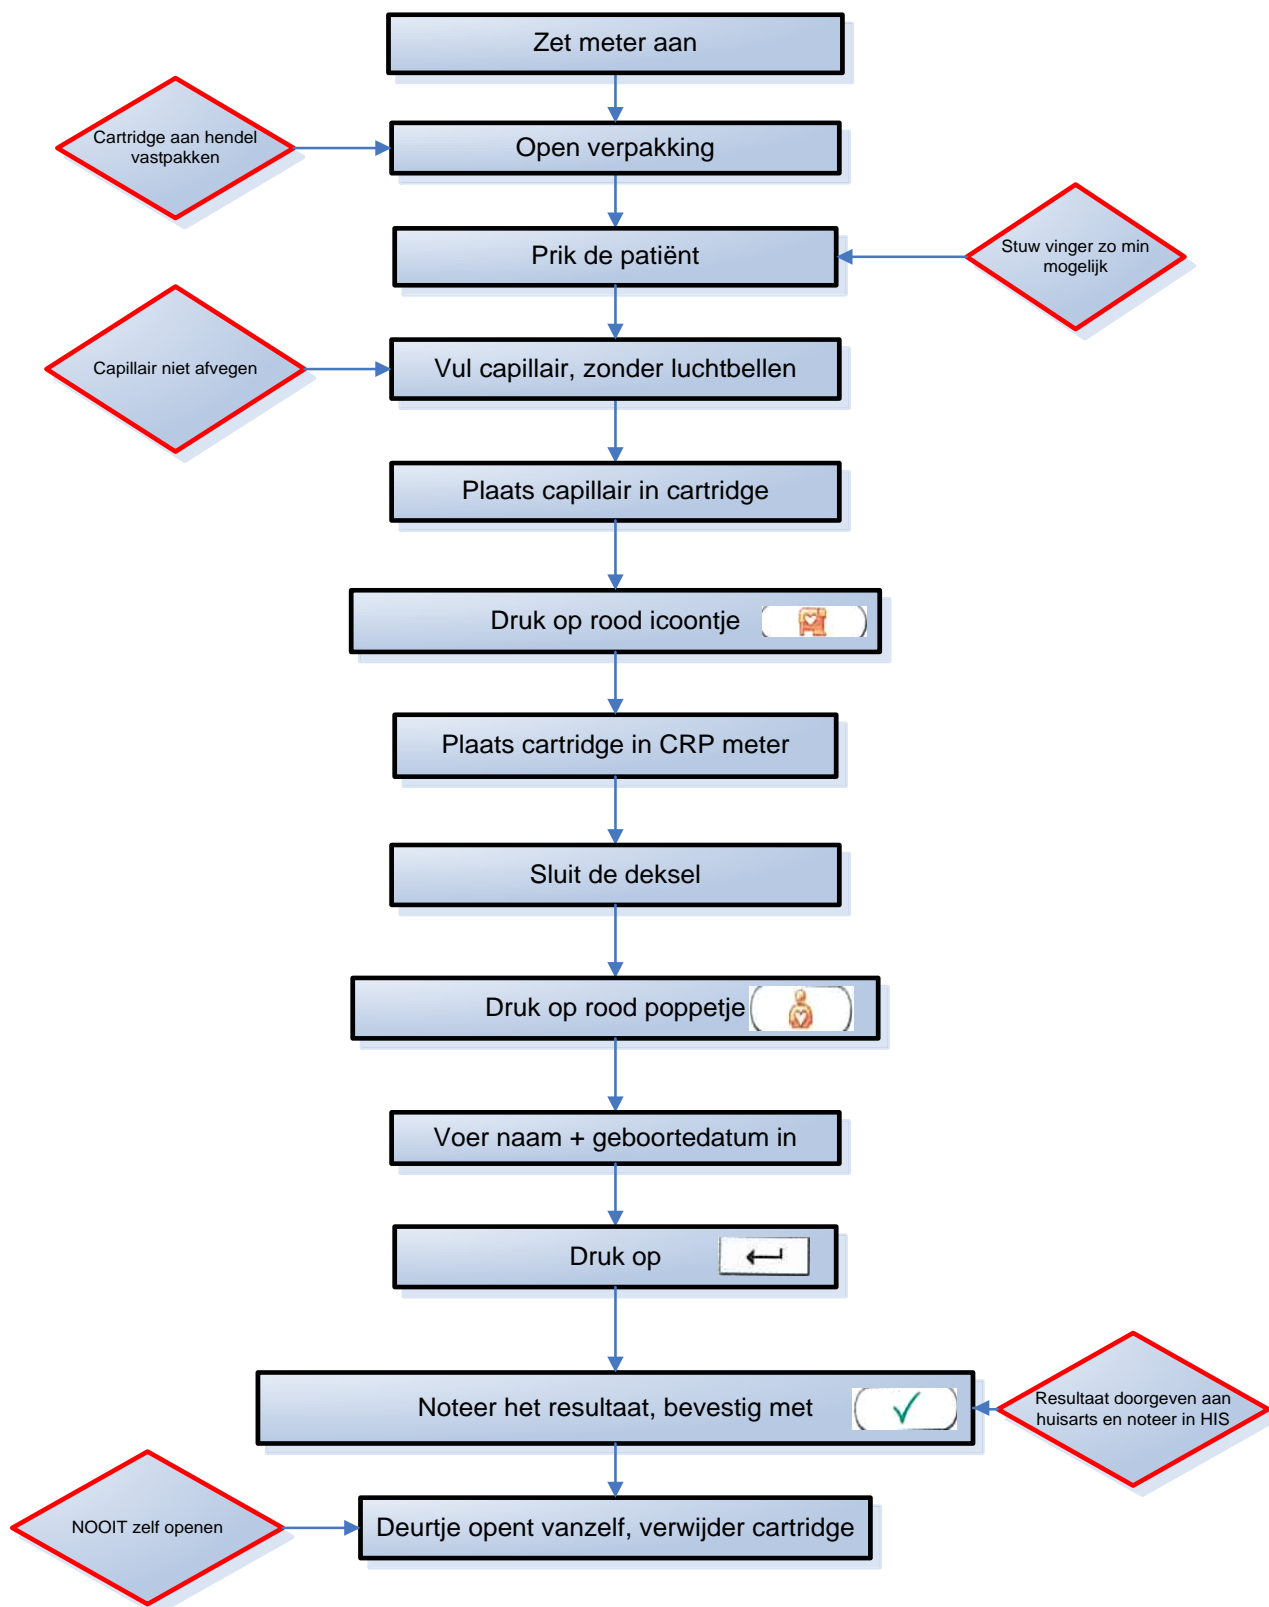 Zet meter aan
Cartridge aan hendel
vastpakken
Open verpakking
Prik de patiënt
Stuw vinger zo min
mogelijk
Capillair niet afvegen
Vul capillair, zonder luchtbellen
Plaats capillair in cartridge
Druk op rood icoontje
Plaats cartridge in CRP meter
Sluit de deksel
Druk op rood poppetje
Voer naam + geboortedatum in
Druk op
Noteer het resultaat, bevestig met
Resultaat doorgeven aan
huisarts en noteer in HIS
NOOIT zelf openen
Deurtje opent vanzelf, verwijder cartridge